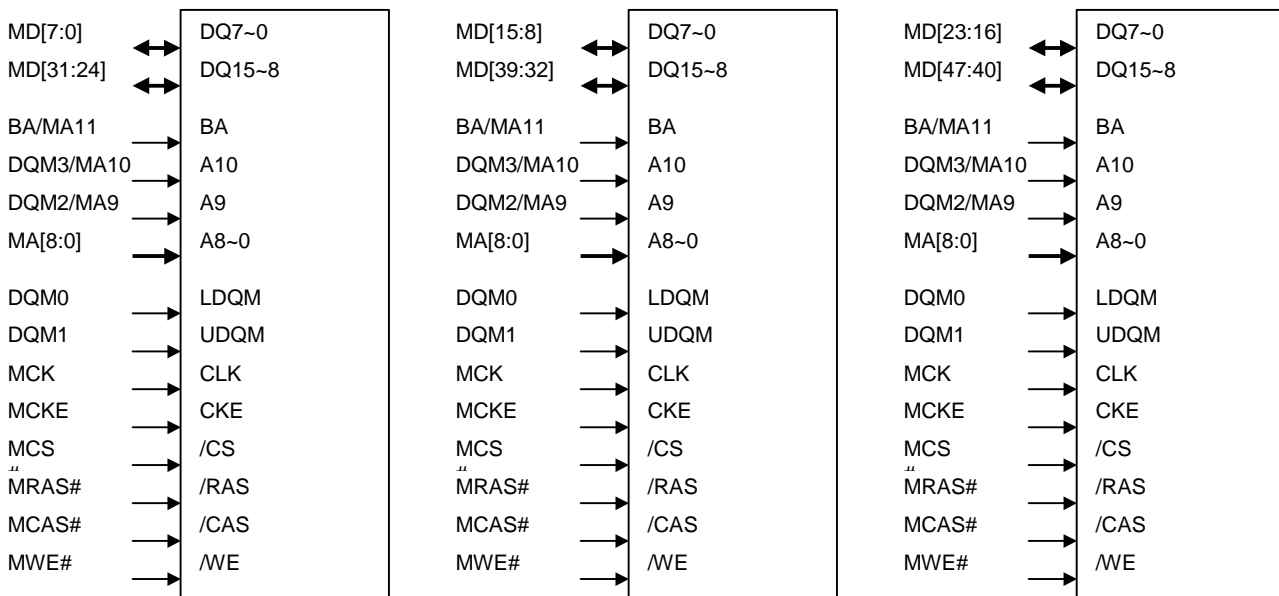 MD[7:0] DQ7~0 MD[15:8] DQ7~0 MD[23:16] DQ7~0
MD[31:24] DQ15~8 MD[39:32] DQ15~8 MD[47:40] DQ15~8
BA/MA11 BA BA/MA11 BA BA/MA11 BA
DQM3/MA10 A10 DQM3/MA10 A10 DQM3/MA10 A10
DQM2/MA9 A9 DQM2/MA9 A9 DQM2/MA9 A9
MA[8:0] A8~0 MA[8:0] A8~0 MA[8:0] A8~0
DQM0 LDQM DQM0 LDQM DQM0 LDQM
DQM1 UDQM DQM1 UDQM DQM1 UDQM
MCK CLK MCK CLK MCK CLK
MCKE CKE MCKE CKE MCKE CKE
MCS /CS MCS /CS MCS /CS
# # #
MRAS# /RAS MRAS# /RAS MRAS# /RAS
MCAS# /CAS MCAS# /CAS MCAS# /CAS
MWE# /WE MWE# /WE MWE# /WE